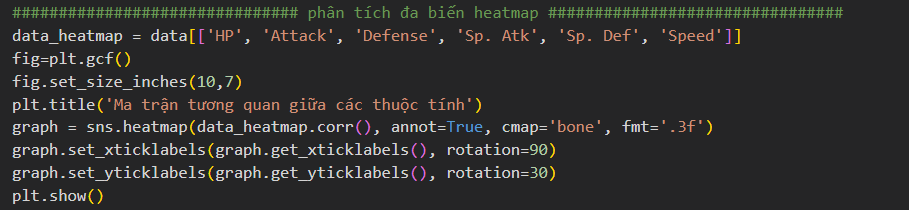 ############################### phân tích đa biến heatmap ################################
data_heatmap = data[['HP', 'Attack', 'Defense', 'Sp. Atk', 'Sp. Def', 'Speed']]
fig=plt.gcf()
fig.set_size_inches(10,7)
plt.title('Ma trận tương quan giữa các thuộc tính')
graph = sns.heatmap(data_heatmap.corr(), annot=True, cmap='bone', fmt='.3f')
graph.set_xticklabels(graph.get_xticklabels(), rotation=90)
graph.set_yticklabels(graph.get_yticklabels(), rotation=30)
plt.show()